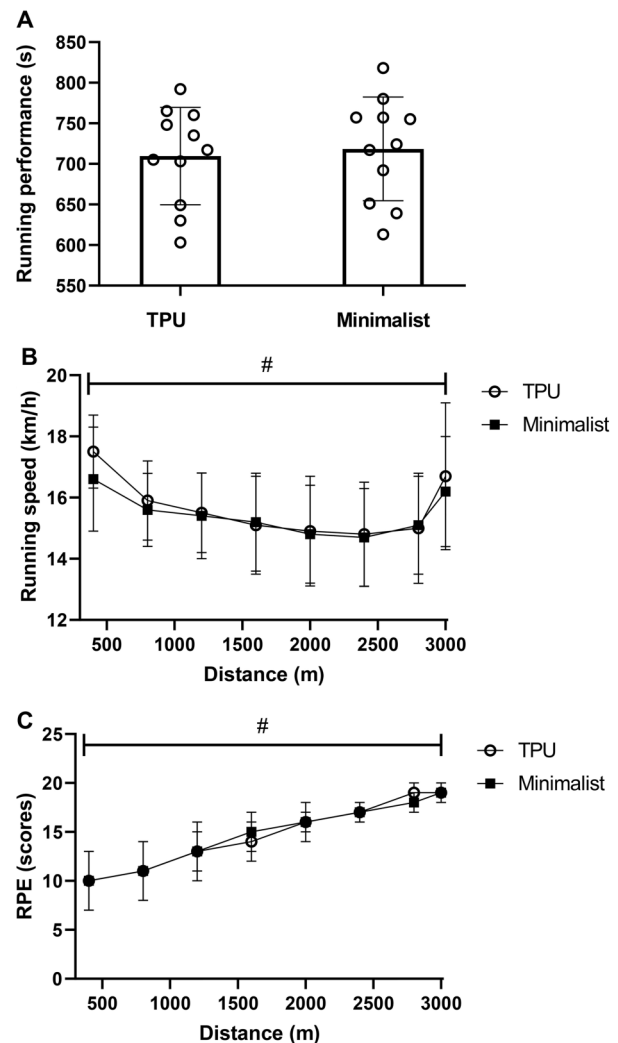 A
Running performance (s)
850
800
750
700
650
600
550
TPU
Minimalist
B
#
Running speed (km/h)
20
18
16
14
12
500
1000
1500
2000
2500
3000
Distance (m)
TPU
Minimalist
C
#
RPE (scores)
25
20
15
10
5
0
500
1000
1500
2000
2500
3000
Distance (m)
TPU
Minimalist